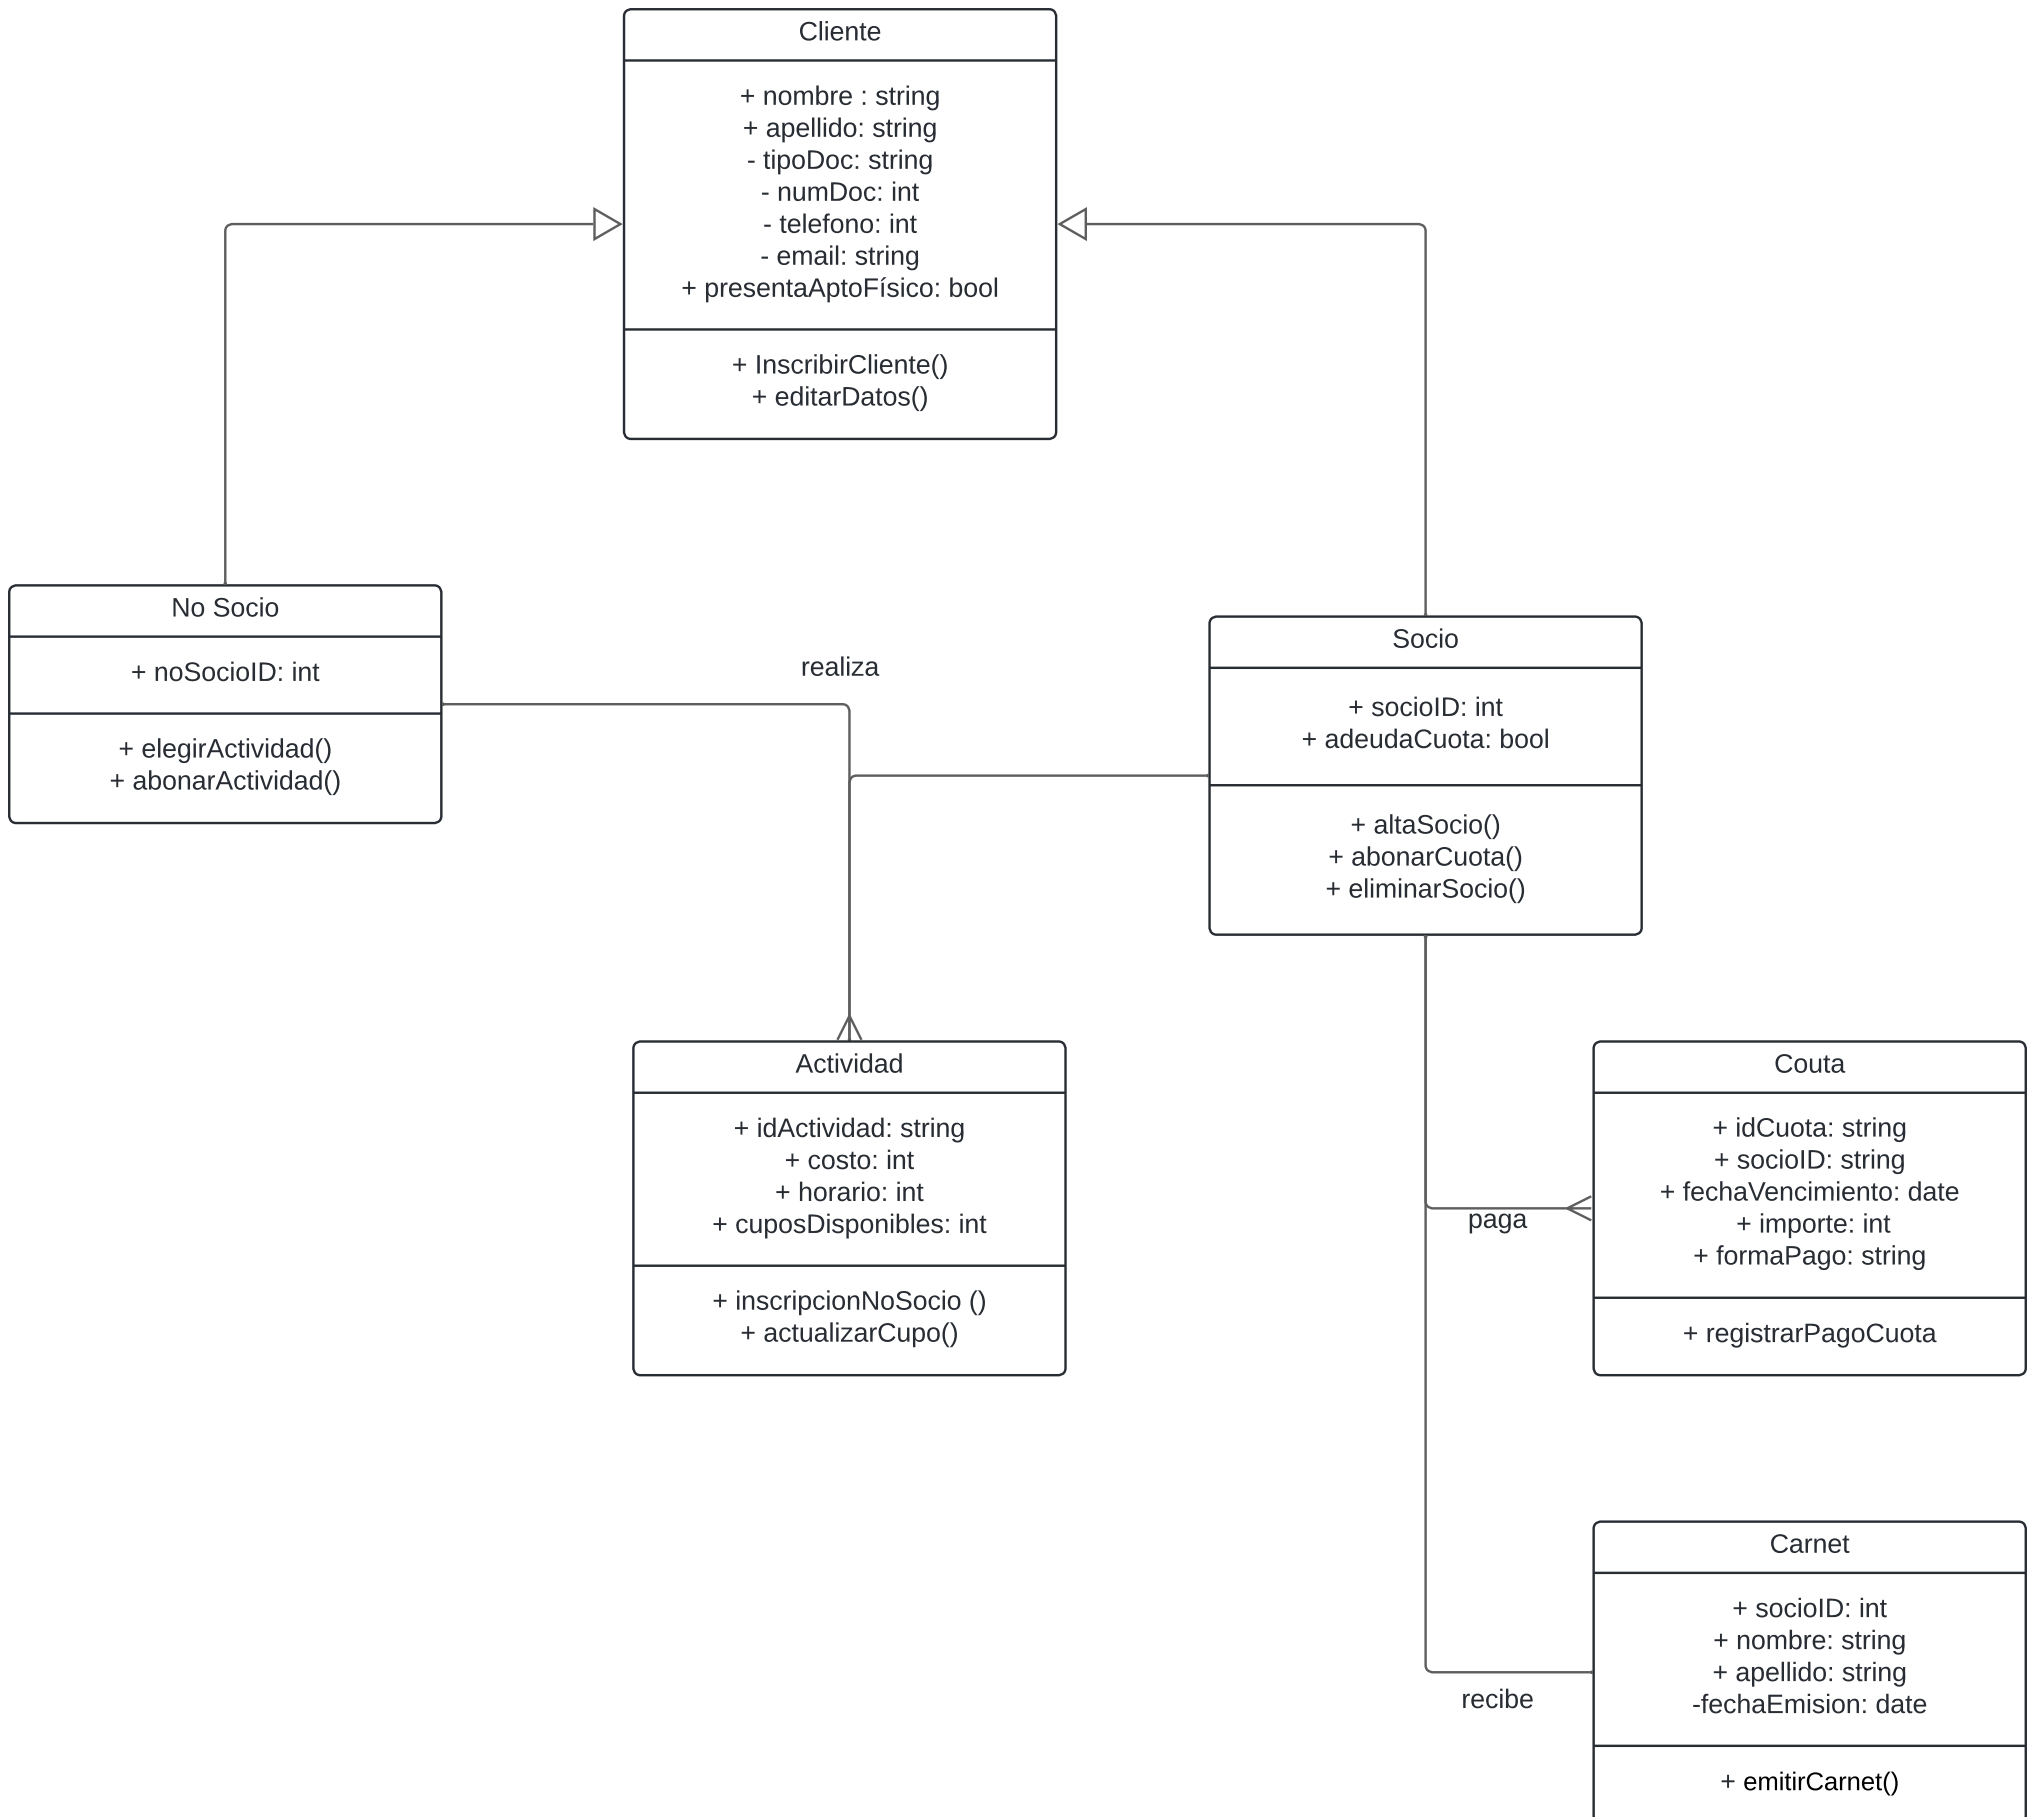 Cliente
+ nombre : string
+ apellido: string
- tipoDoc: string
- numDoc: int
- telefono: int
- email: string
+ presentaAptoFísico: bool
+ InscribirCliente()
+ editarDatos()
No Socio
+ noSocioID: int
+ elegirActividad()
+ abonarActividad()
realiza
Socio
+ socioID: int
+ adeudaCuota: bool
+ altaSocio()
+ abonarCuota()
+ eliminarSocio()
Actividad
+ idActividad: string
+ costo: int
+ horario: int
+ cuposDisponibles: int
+ inscripcionNoSocio ()
+ actualizarCupo()
paga
Couta
+ idCuota: string
+ socioID: string
+ fechaVencimiento: date
+ importe: int
+ formaPago: string
+ registrarPagoCuota
recibe
Carnet
+ socioID: int
+ nombre: string
+ apellido: string
-fechaEmision: date
+ emitirCarnet()